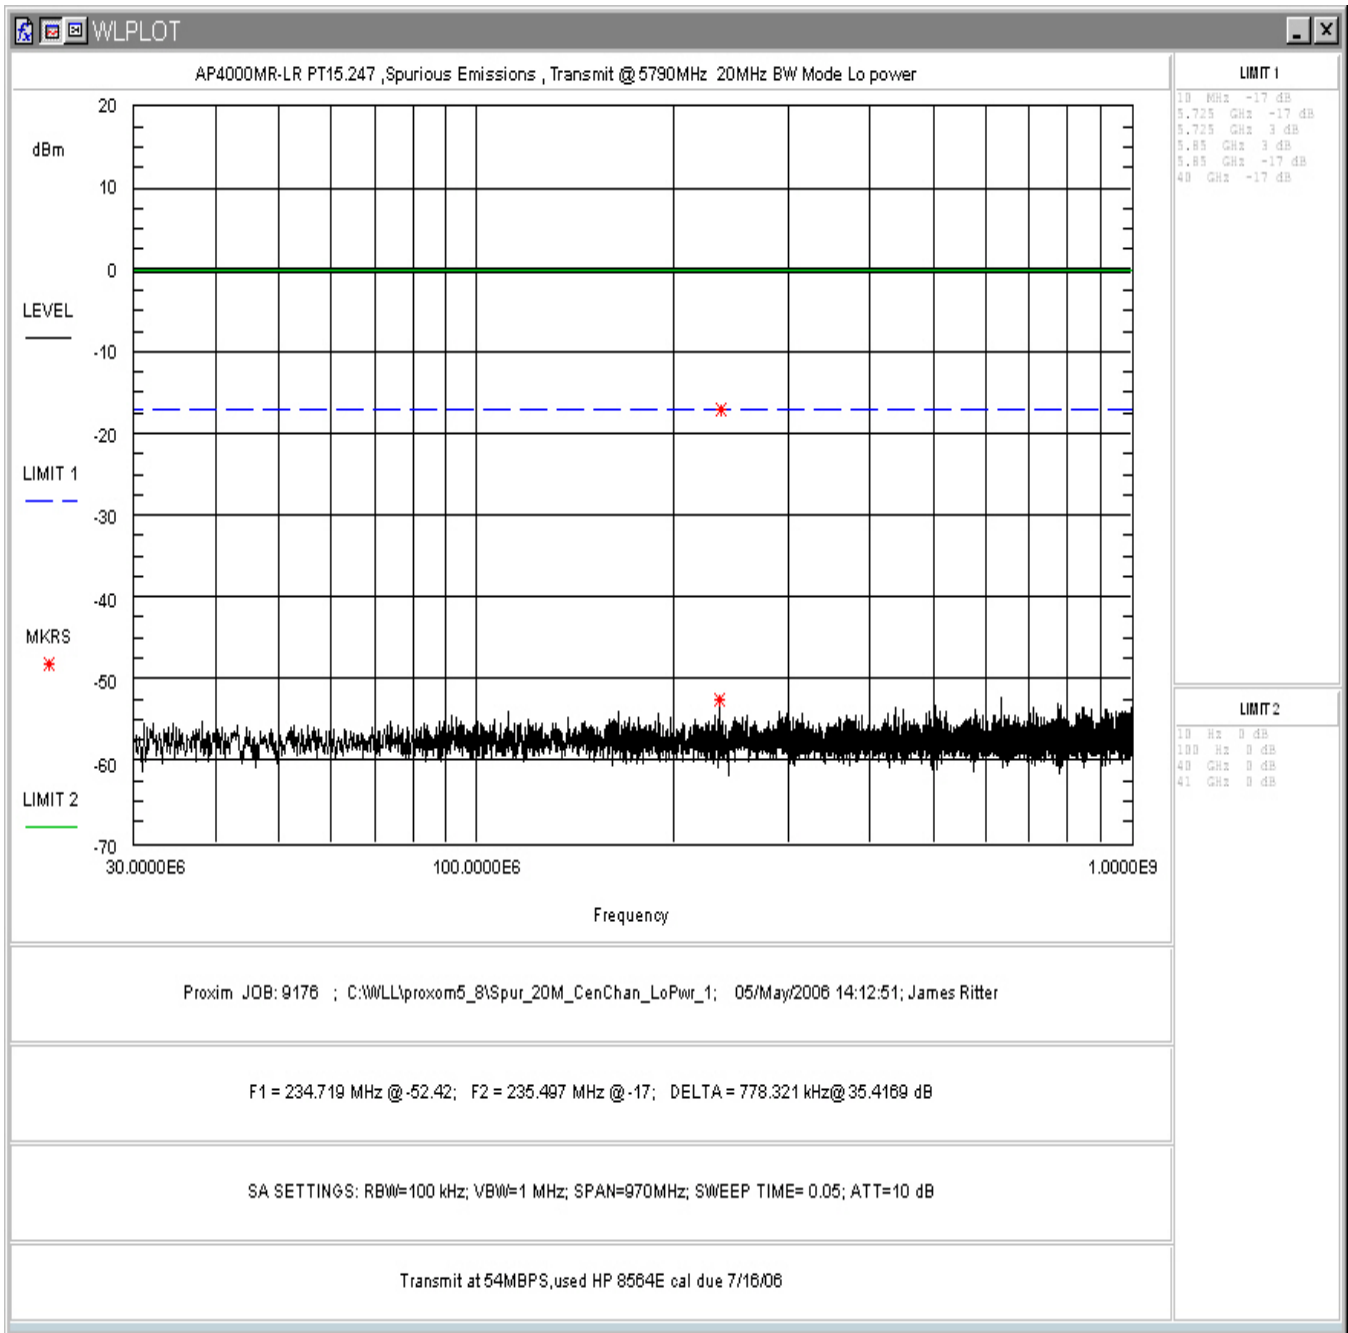 WLPLOT
AP4000MR-LR PT15.247 ,Spurious Emissions , Transmit @ 5790MHz 20MHz BW Mode Lo power
20
dBm
10
0
LEVEL
-10
-20
LIMIT 1
-30
-40
MKRS
-50
-60
LIMIT 2
-70
30.0000E6
100.0000E6
1.0000E9
Frequency
LIMIT 1
10 MHz -17 dB
5.725 GHz -17 dB
5.725 GHz 3 dB
5.85 GHz 3 dB
5.85 GHz -17 dB
40 GHz -17 dB
LIMIT 2
10 Hz 0 dB
100 Hz 0 dB
40 GHz 0 dB
41 GHz 0 dB
Proxim JOB: 9176 ; C:\WLL\proxom5_8\Spur_20M_CenChan_LoPwr_1; 05/May/2006 14:12:51; James Ritter
F1 = 234.719 MHz @ -52.42; F2 = 235.497 MHz @ -17; DELTA = 778.321 kHz@ 35.4169 dB
SA SETTINGS: RBW=100 kHz; VBW=1 MHz; SPAN=970MHz; SWEEP TIME= 0.05; ATT=10 dB
Transmit at 54MBPS,used HP 8564E cal due 7/16/06